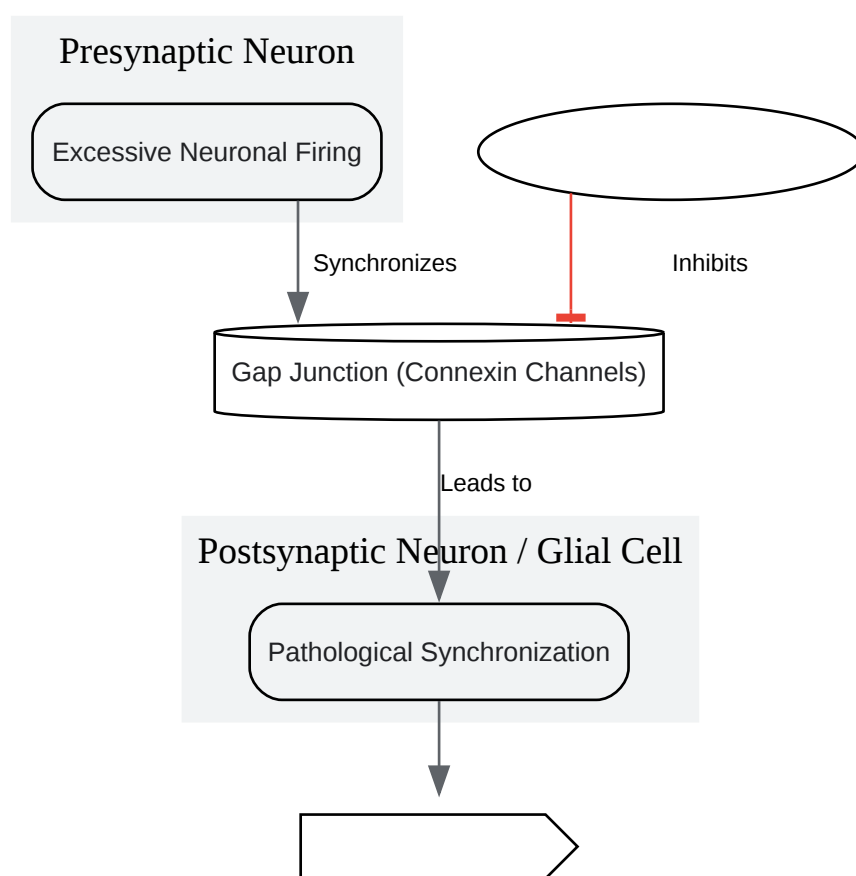 Presynaptic Neuron
Excessive Neuronal Firing
Synchronizes
Inhibits
Gap Junction (Connexin Channels)
Leads to
Postsynaptic Neuron / Glial Cell
Pathological Synchronization